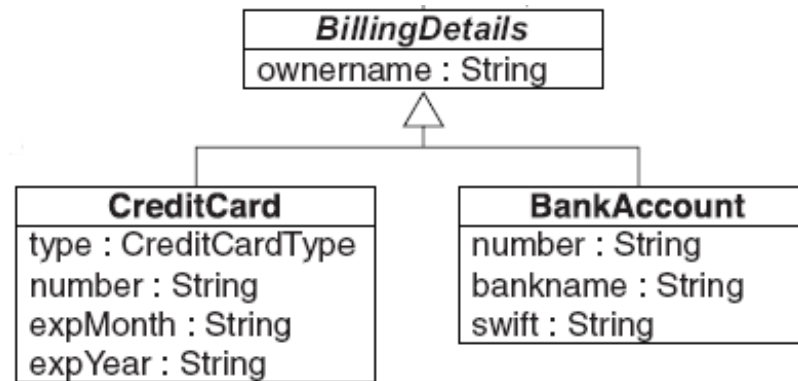 BillingDetails
ownername : String
CreditCard
type : CreditCardType
number : String
expMonth : String
expYear : String
BankAccount
number : String
bankname : String
swift : String